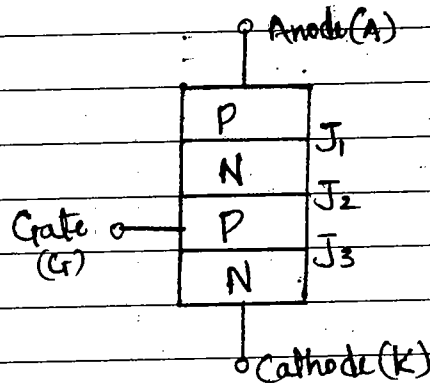 Anode(A)
P
J1
N
J2
Gate
P
(G)
J3
N
Cathode(K)